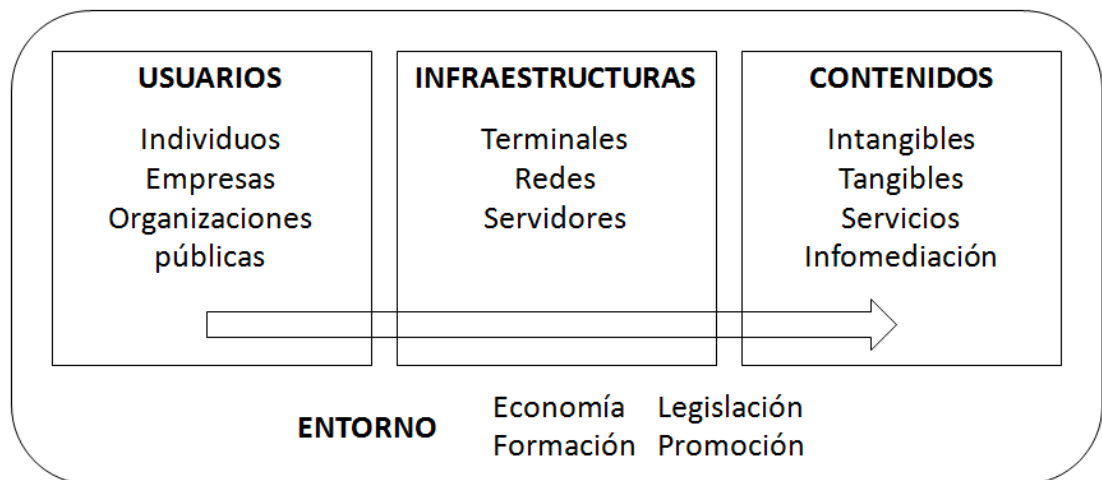 USUARIOS
Individuos
Empresas
Organizaciones
públicas
INFRAESTRUCTURAS
Terminales
Redes
Servidores
CONTENIDOS
Intangibles
Tangibles
Servicios
Infomediación
ENTORNO
Economía Legislación
Formación Promoción